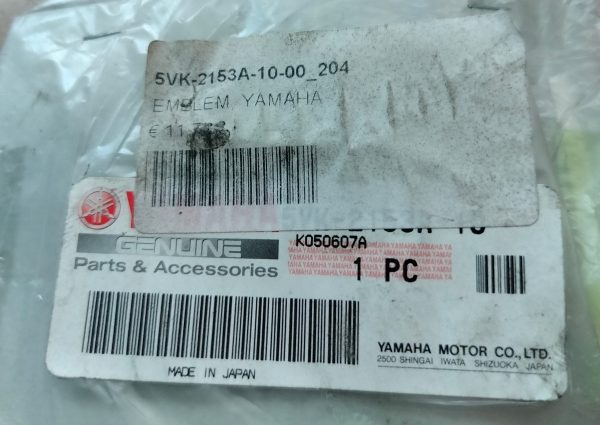 5VK-2153A-10-00_204
EMBLEM, YAMAHA
€ 11,
K050607A
GENUINE
Parts & Accessories
1 PC
YAMAHA MOTOR CO., LTD.
2500 SHINGAI IWATA SHIZUOKA JAPAN
MADE IN JAPAN